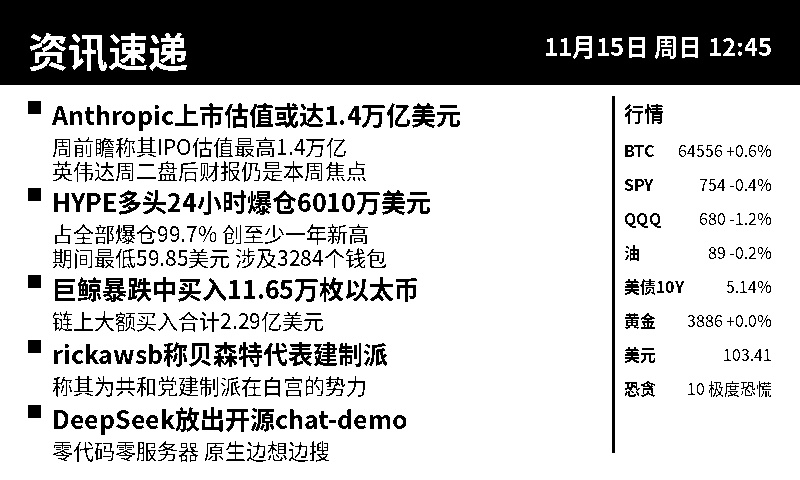 资讯速递
11月15日 周日 12:45
Anthropic上市估值或达1.4万亿美元
周前瞻称其IPO估值最高1.4万亿
英伟达周二盘后财报仍是本周焦点
HYPE多头24小时爆仓6010万美元
占全部爆仓99.7% 创至少一年新高
期间最低59.85美元 涉及3284个钱包
巨鲸暴跌中买入11.65万枚以太币
链上大额买入合计2.29亿美元
rickawsb称贝森特代表建制派
称其为共和党建制派在白宫的势力
DeepSeek放出开源chat-demo
零代码零服务器 原生边想边搜
行情
BTC 64556 +0.6%
SPY 754 -0.4%
QQQ 680 -1.2%
油 89 -0.2%
美债10Y 5.14%
黄金 3886 +0.0%
美元 103.41
恐贪 10 极度恐慌